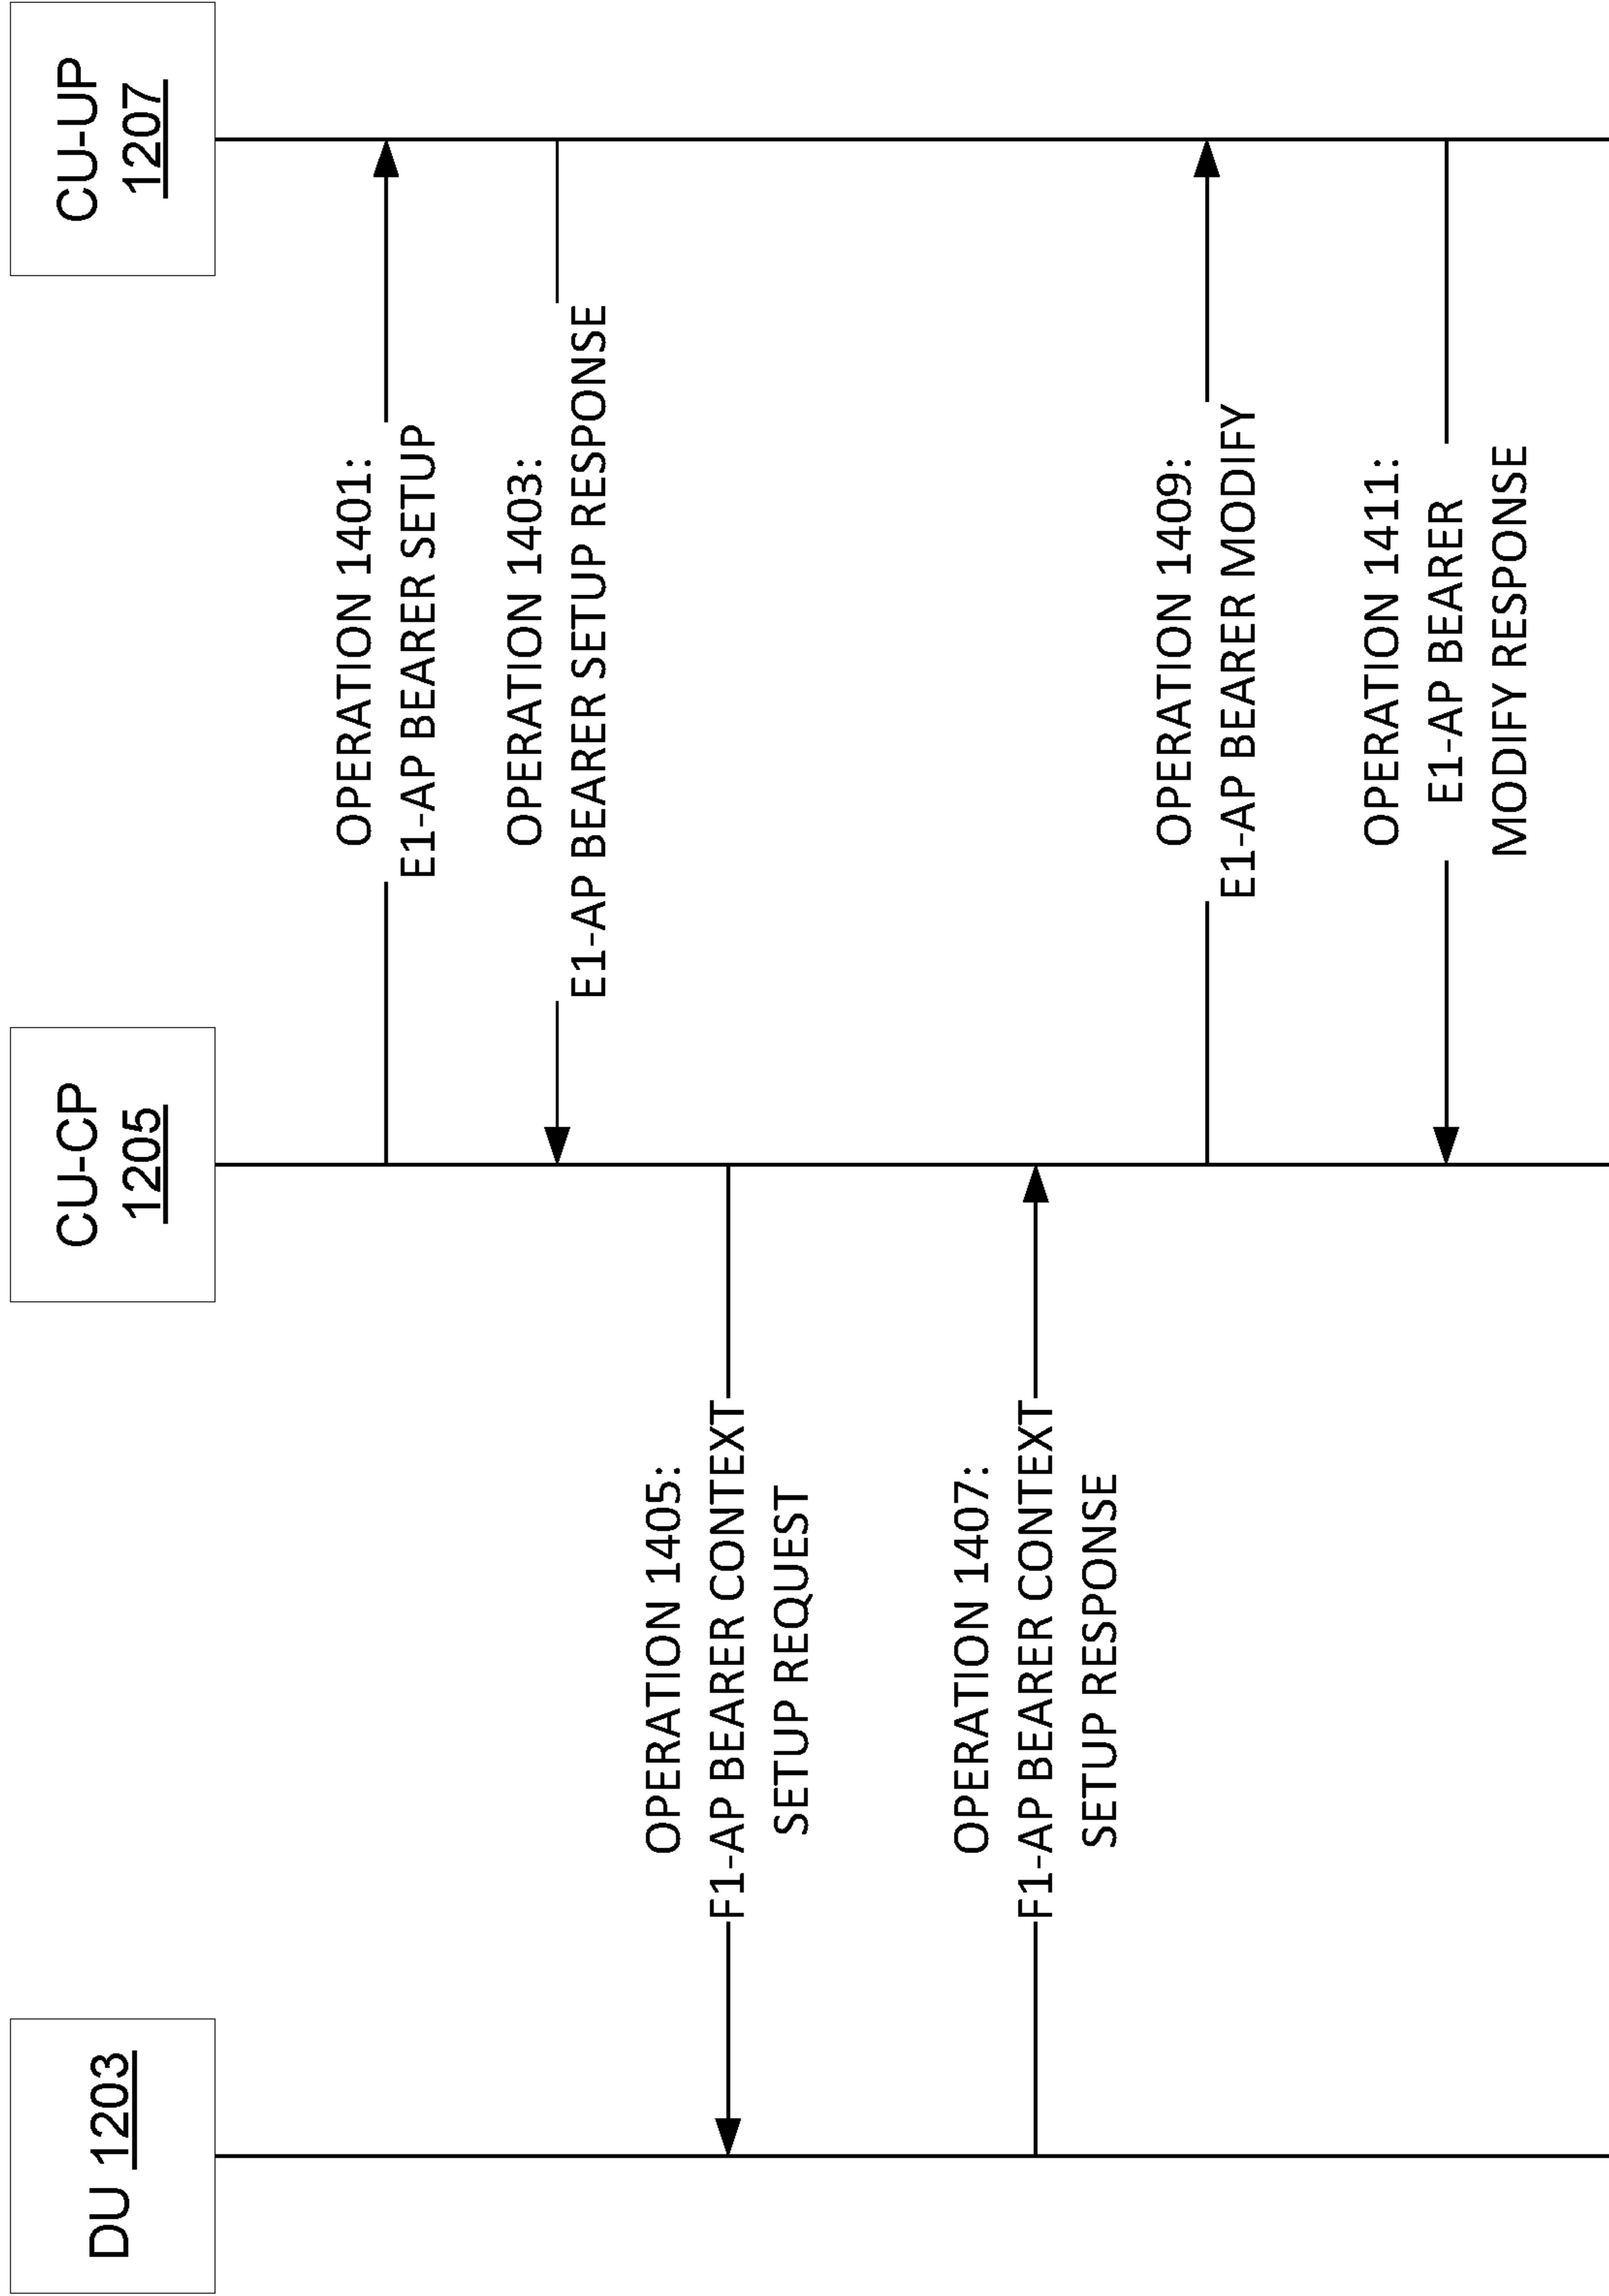 DU 1203
CU-CP
1205
CU-UP
1207
OPERATION 1401:
E1-AP BEARER SETUP
OPERATION 1403:
E1-AP BEARER SETUP RESPONSE
OPERATION 1405:
F1-AP BEARER CONTEXT
SETUP REQUEST
OPERATION 1407:
F1-AP BEARER CONTEXT
SETUP RESPONSE
OPERATION 1409:
E1-AP BEARER MODIFY
OPERATION 1411:
E1-AP BEARER
MODIFY RESPONSE